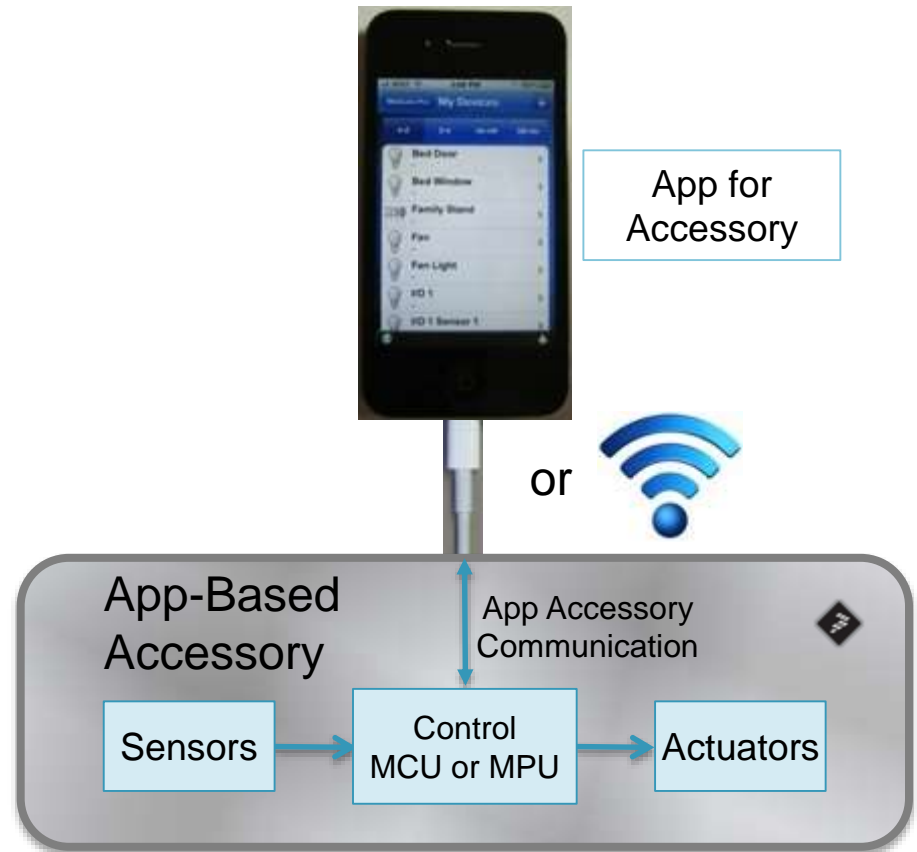 My Devices
Bed Door
Bed Window
Family Stand
Fan
Fan Light
I/O 1
I/O 1 Sensor 1
App for
Accessory
or
App-Based
Accessory
App Accessory
Communication
Sensors
Control
MCU or MPU
Actuators